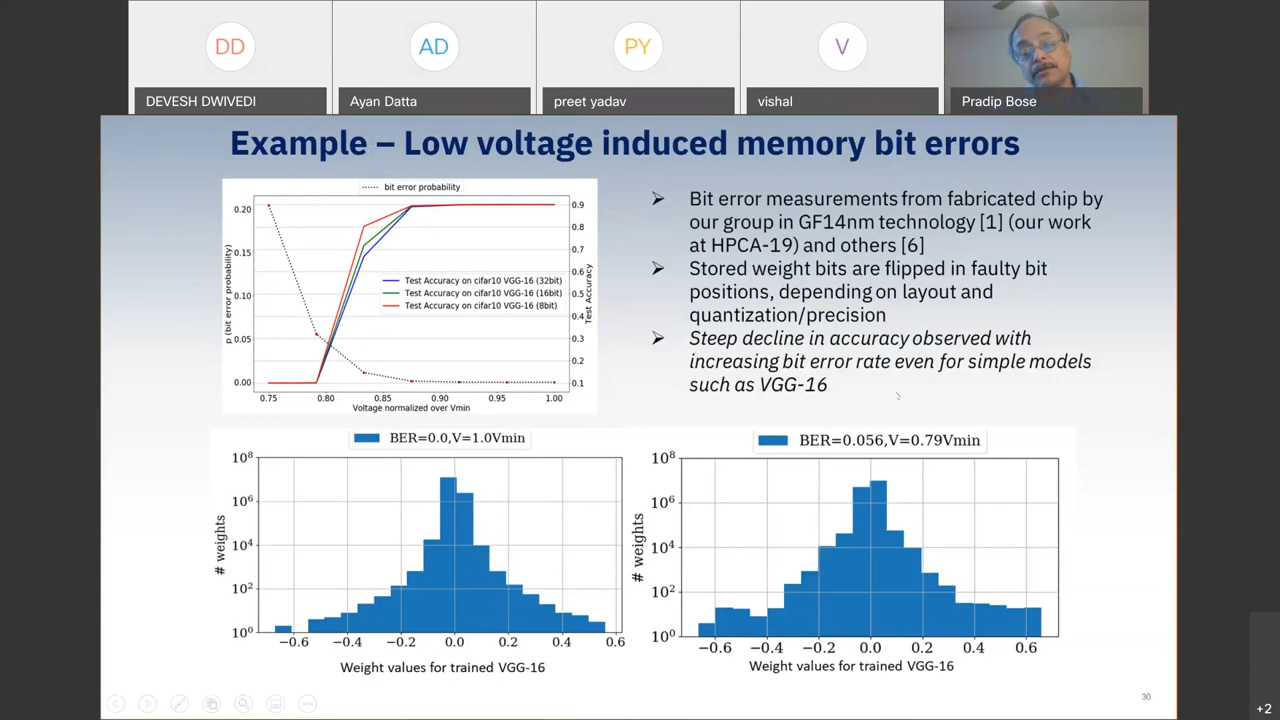 DD
AD
PY
V
DEVESH DWIVEDI
Ayan Datta
preet yadav
vishal
Pradip Bose
Example – Low voltage induced memory bit errors
bit error probability
0.20
0.15
0.10
0.05
0.00
p (bit error probability)
0.9
0.8
0.7
0.6
0.5
0.4
0.3
0.2
0.1
Test Accuracy
Test Accuracy on cifar10 VGG-16 (32bit)
Test Accuracy on cifar10 VGG-16 (16bit)
Test Accuracy on cifar10 VGG-16 (8bit)
0.75 0.80 0.85 0.90 0.95 1.00
Voltage normalized over Vmin
Bit error measurements from fabricated chip by
our group in GF14nm technology [1] (our work
at HPCA-19) and others [6]
Stored weight bits are flipped in faulty bit
positions, depending on layout and
quantization/precision
Steep decline in accuracy observed with
increasing bit error rate even for simple models
such as VGG-16
BER=0.0,V=1.0Vmin
10⁸
10⁶
10⁴
10²
10⁰
# weights
−0.6 −0.4 −0.2 0.0 0.2 0.4 0.6
Weight values for trained VGG-16
BER=0.056,V=0.79Vmin
10⁸
10⁶
10⁴
10²
10⁰
# weights
−0.6 −0.4 −0.2 0.0 0.2 0.4 0.6
Weight values for trained VGG-16
30
+2